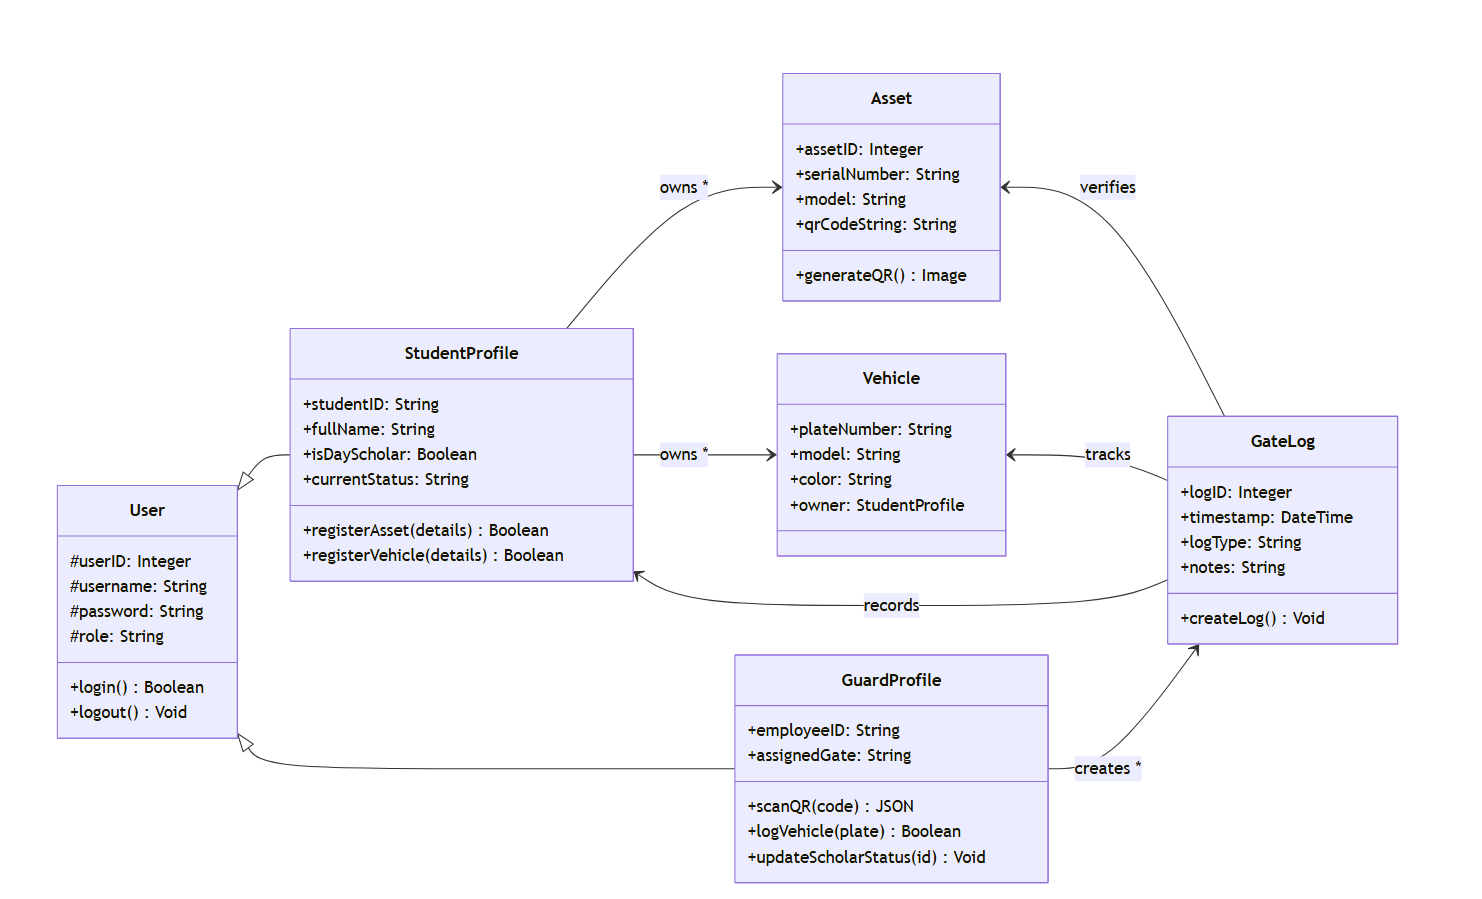 Asset
+assetID: Integer
+serialNumber: String
+model: String
+qrCodeString: String
+generateQR() : Image
owns *
verifies
StudentProfile
+studentID: String
+fullName: String
+isDayScholar: Boolean
+currentStatus: String
+registerAsset(details) : Boolean
+registerVehicle(details) : Boolean
owns *
Vehicle
+plateNumber: String
+model: String
+color: String
+owner: StudentProfile
tracks
GateLog
+logID: Integer
+timestamp: DateTime
+logType: String
+notes: String
+createLog() : Void
records
User
#userID: Integer
#username: String
#password: String
#role: String
+login() : Boolean
+logout() : Void
GuardProfile
+employeeID: String
+assignedGate: String
+scanQR(code) : JSON
+logVehicle(plate) : Boolean
+updateScholarStatus(id) : Void
creates *